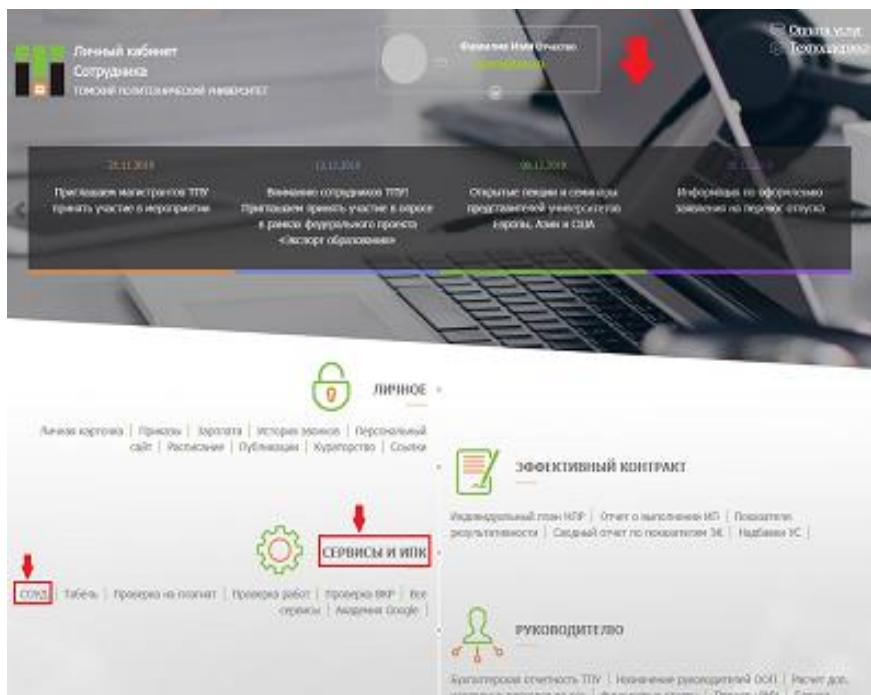 Личный кабинет
Сотрудника
ТОМСКИЙ ПОЛИТЕХНИЧЕСКИЙ УНИВЕРСИТЕТ
Фамилия Имя Отчество
Оплата услуг
Техподдержка
21.11.2019
Приглашаем магистрантов ТПУ
принять участие в мероприятии
Вниманию сотрудников ТПУ!
Приглашаем принять участие в опросе
в рамках федерального проекта
«Экспорт образования»
Открытые лекции и семинары
представителей университетов
Европы, Азии и США
Информация по оформлению
заявления на перенос отпуска
ЛИЧНОЕ
Личная карточка | Приказы | Зарплата | История звонков | Персональный
сайт | Расписание | Публикации | Кураторство | Ссылки
ЭФФЕКТИВНЫЙ КОНТРАКТ
Индивидуальный план НПР | Отчет о выполнении ИП | Показатели
результативности | Сводный отчет по показателям ЭК | Надбавки УС |
СЕРВИСЫ И ИПК
СОУД | Табель | Проверка на плагиат | Проверка работ | Проверка ВКР | Все
сервисы | Академия Google |
РУКОВОДИТЕЛЮ
Бухгалтерская отчетность ТПУ | Назначение руководителей ООП | Расчет доп.